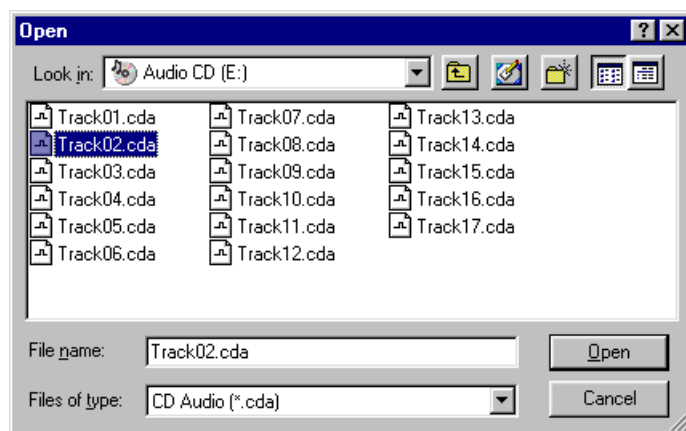 Open
Look in: Audio CD (E:)
Track01.cda Track07.cda Track13.cda
Track02.cda Track08.cda Track14.cda
Track03.cda Track09.cda Track15.cda
Track04.cda Track10.cda Track16.cda
Track05.cda Track11.cda Track17.cda
Track06.cda Track12.cda
File name: Track02.cda Open
Files of type: CD Audio (*.cda) Cancel